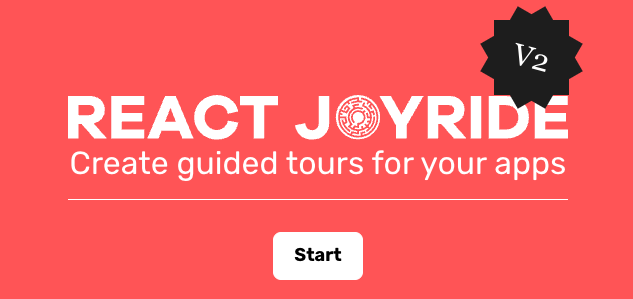 V2
REACT JOYRIDE
Create guided tours for your apps
Start